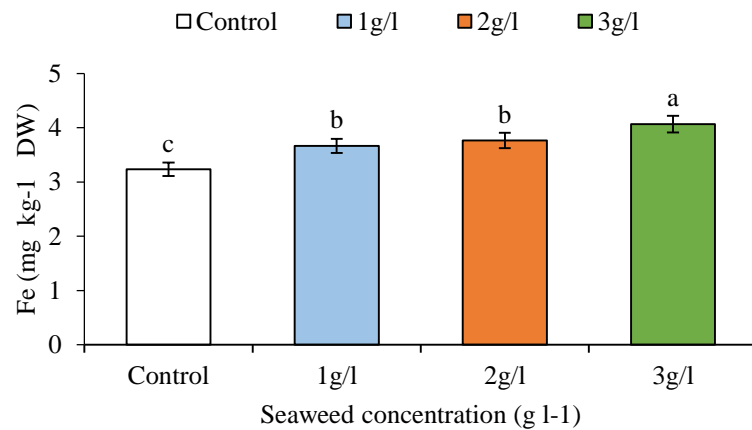 Control 1g/l 2g/l 3g/l
5
4
3
2
1
0
Fe (mg kg-1 DW)
c
b
b
a
Control 1g/l 2g/l 3g/l
Seaweed concentration (g l-1)